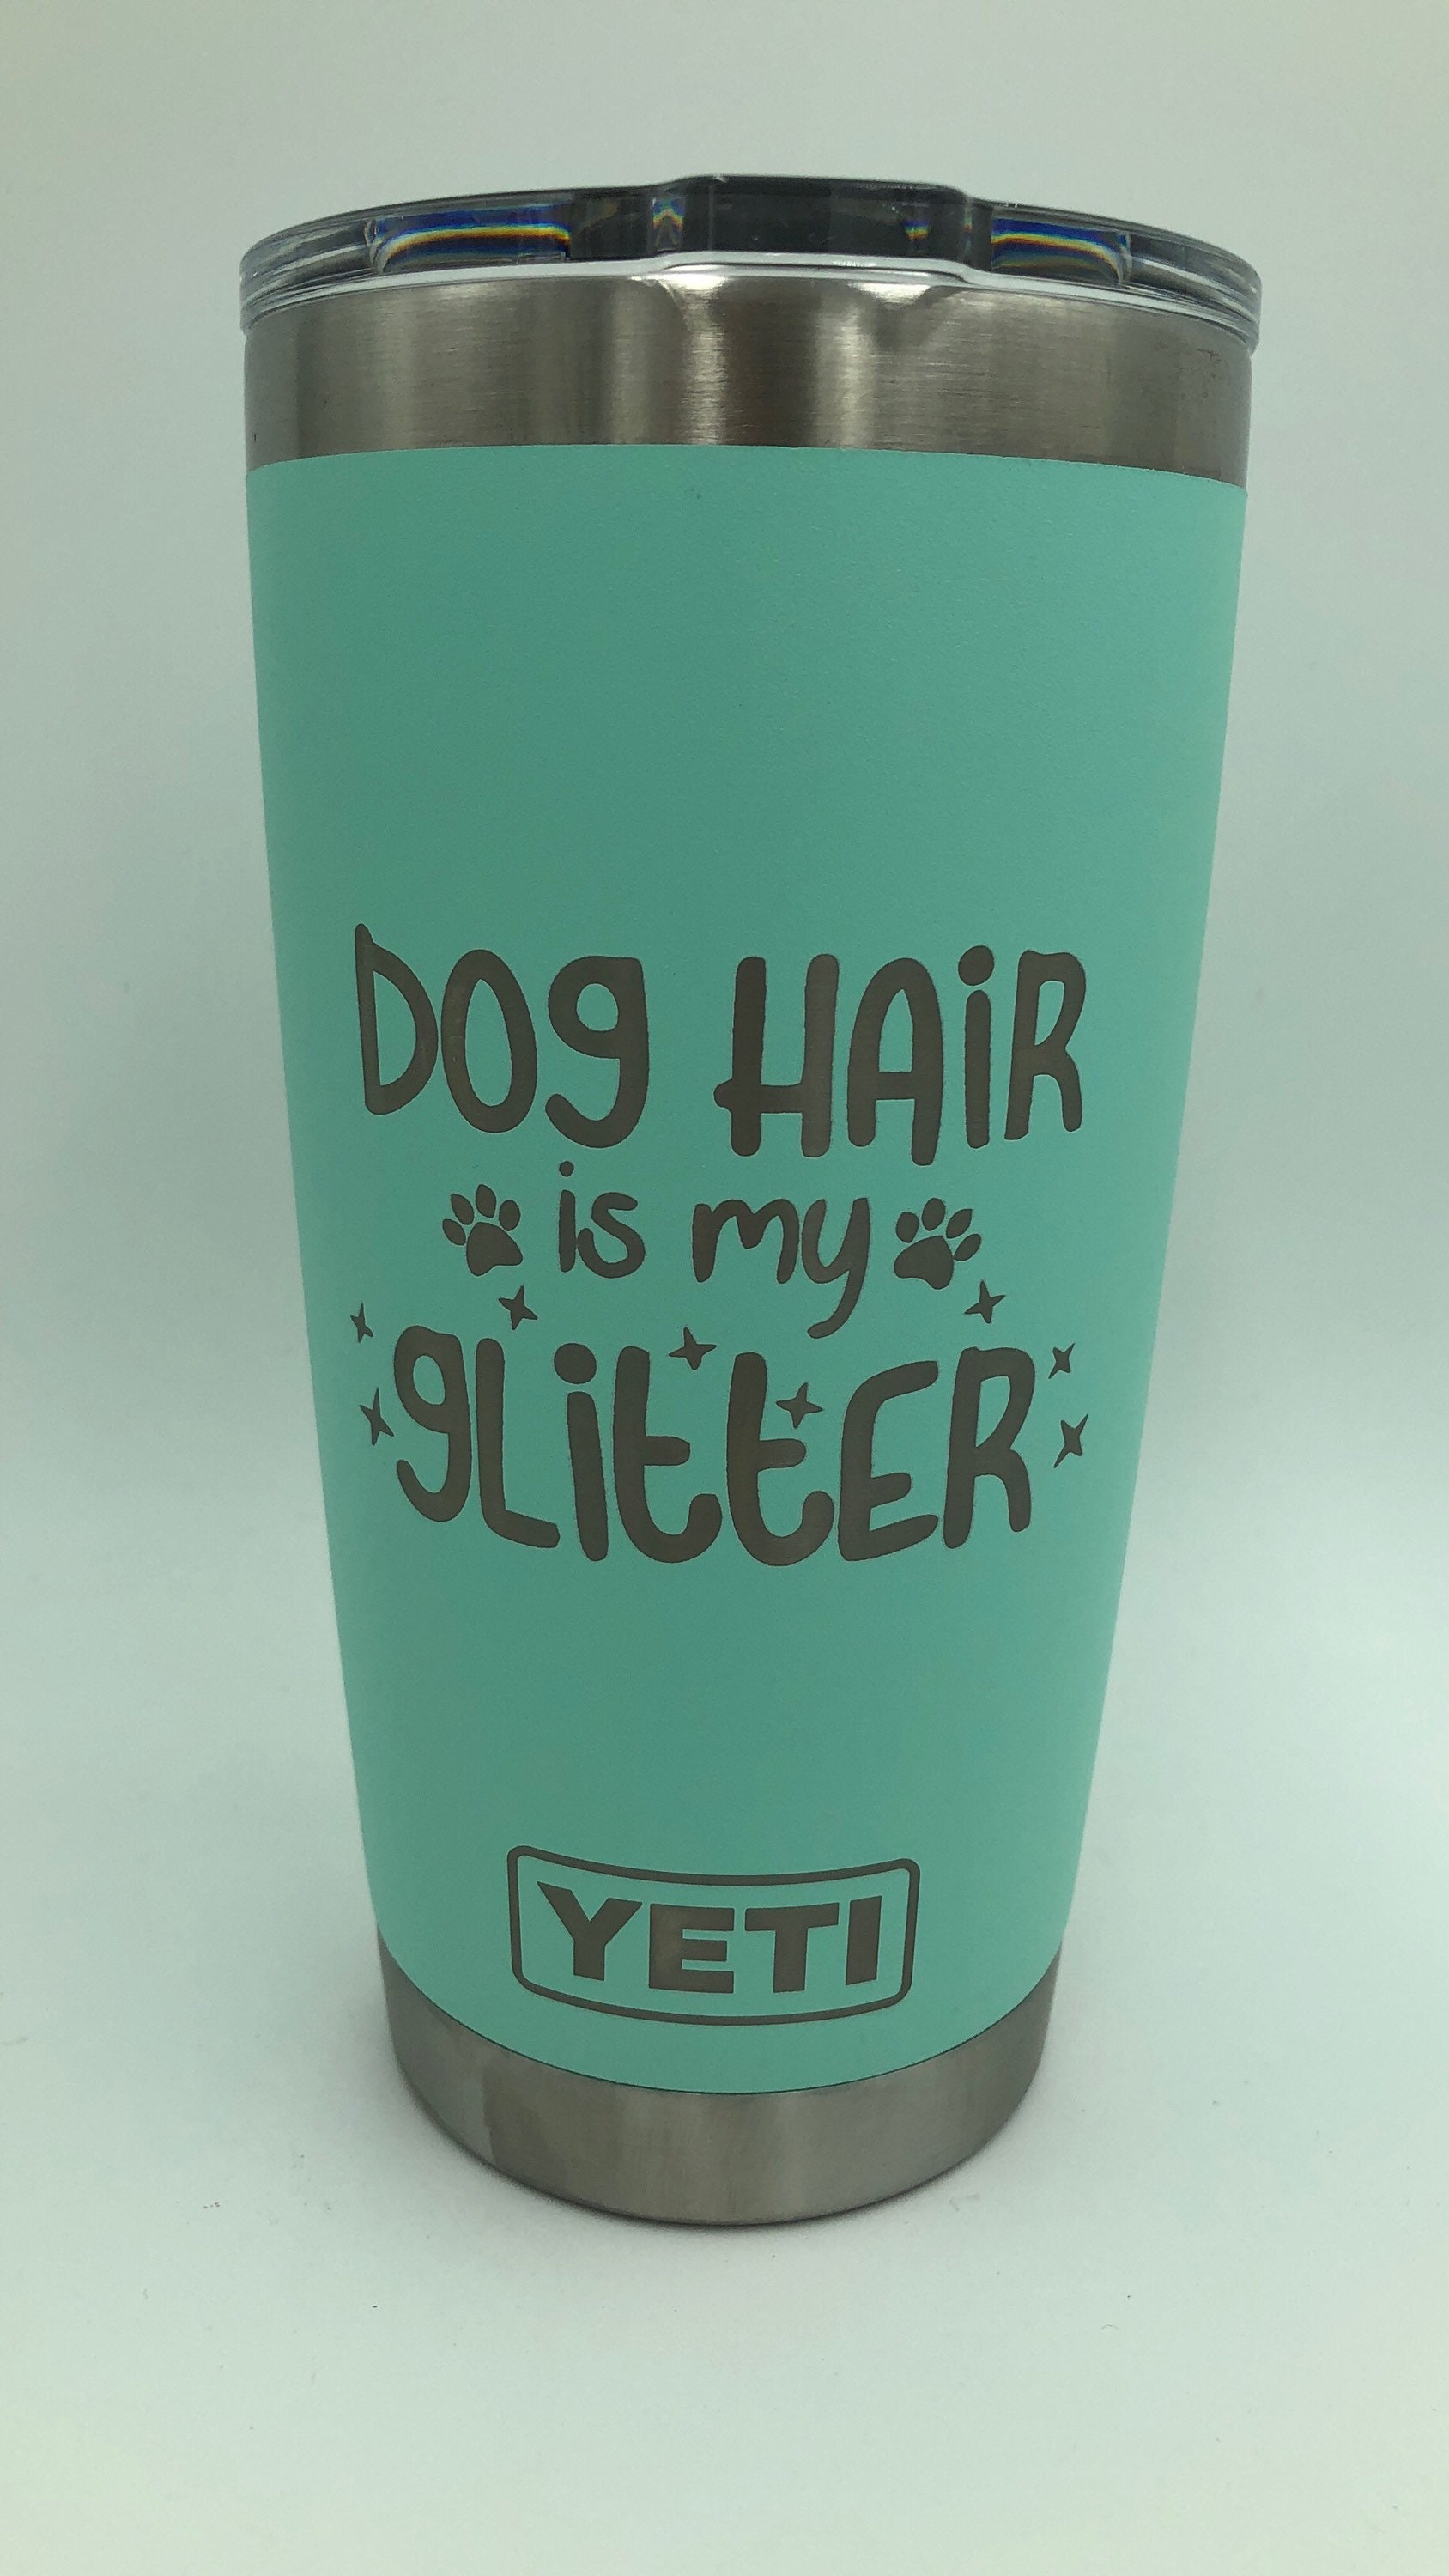 DOg HAiR
is my
gLittER
YETI